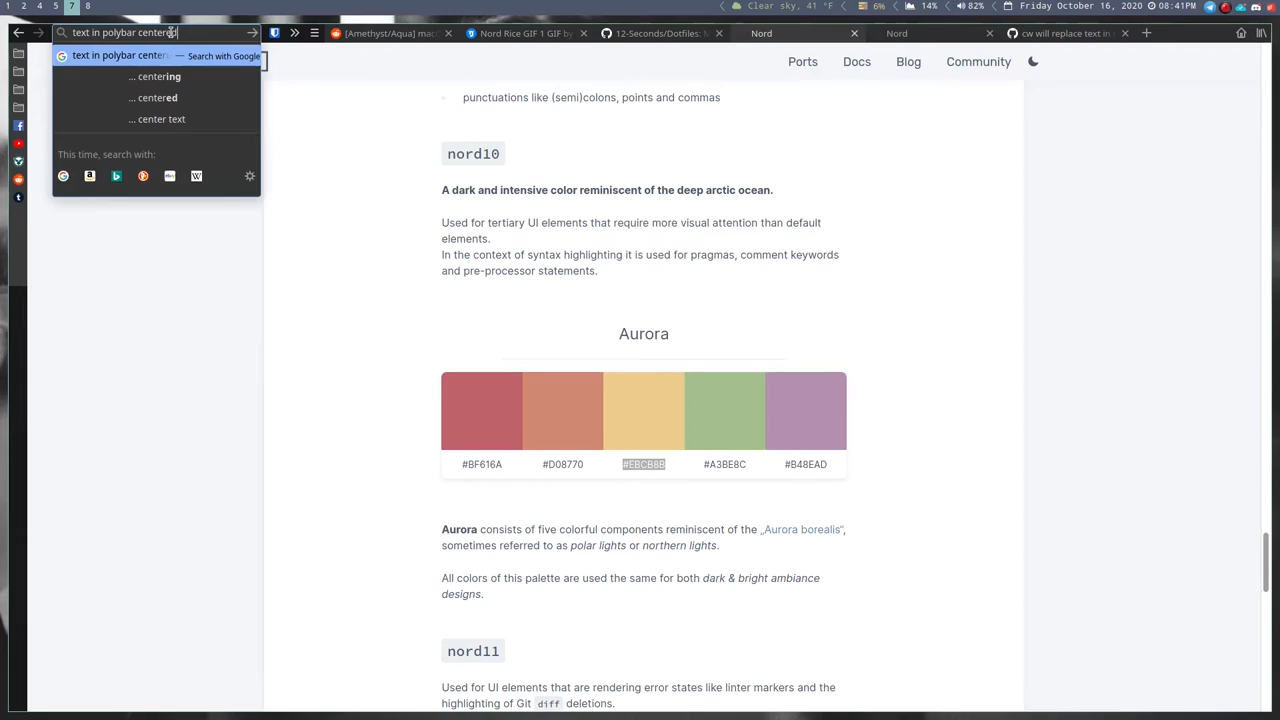 1 2 4 5 7 8
Clear sky, 41 °F 6% 14% 82% Friday October 16, 2020 08:41PM
text in polybar centered
[Amethyst/Aqua] mac
Nord Rice GIF 1 GIF by
12-Seconds/Dotfiles: M
Nord
Nord
cw will replace text in
text in polybar center — Search with Google
... centering
... centered
... center text
This time, search with:
Ports Docs Blog Community
punctuations like (semi)colons, points and commas
nord10
A dark and intensive color reminiscent of the deep arctic ocean.
Used for tertiary UI elements that require more visual attention than default
elements.
In the context of syntax highlighting it is used for pragmas, comment keywords
and pre-processor statements.
Aurora
#BF616A #D08770 #EBCB8B #A3BE8C #B48EAD
Aurora consists of five colorful components reminiscent of the „Aurora borealis“,
sometimes referred to as polar lights or northern lights.
All colors of this palette are used the same for both dark & bright ambiance
designs.
nord11
Used for UI elements that are rendering error states like linter markers and the
highlighting of Git diff deletions.